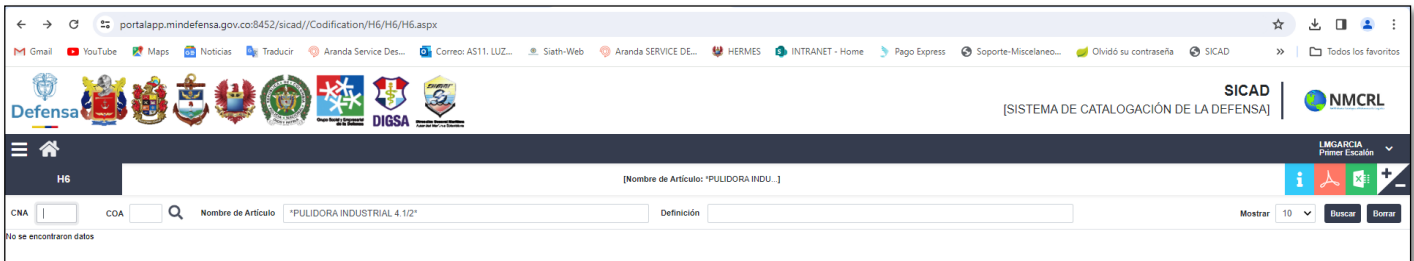 portalapp.mindefensa.gov.co:8452/sicad//Codification/H6/H6/H6.aspx
Gmail YouTube Maps Noticias Traducir Aranda Service Des... Correo: AS11. LUZ... Siath-Web Aranda SERVICE DE... HERMES INTRANET - Home Pago Express Soporte-Miscelaneo... Olvidó su contraseña SICAD » Todos los favoritos
Defensa DIGSA SICAD NMCRL
[SISTEMA DE CATALOGACIÓN DE LA DEFENSA]
LMGARCIA
Primer Escalón
H6 [Nombre de Artículo: *PULIDORA INDU...]
CNA COA Nombre de Artículo *PULIDORA INDUSTRIAL 4.1/2* Definición Mostrar 10 Buscar Borrar
No se encontraron datos